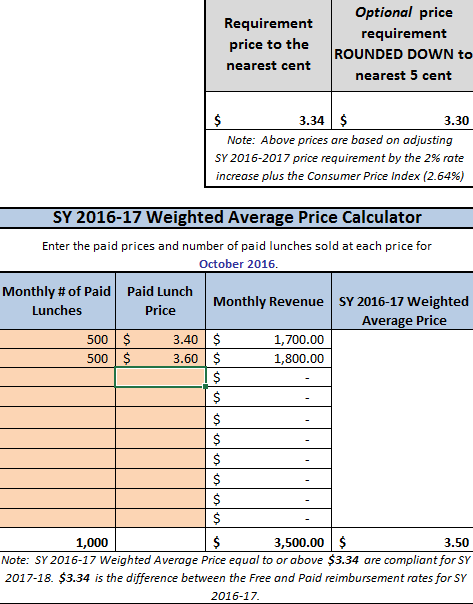 Requirement
price to the
nearest cent
Optional price
requirement
ROUNDED DOWN to
nearest 5 cent
$ 3.34 $ 3.30
Note: Above prices are based on adjusting
SY 2016-2017 price requirement by the 2% rate
increase plus the Consumer Price Index (2.64%)
SY 2016-17 Weighted Average Price Calculator
Enter the paid prices and number of paid lunches sold at each price for
October 2016.
Monthly # of Paid
Lunches
Paid Lunch
Price
Monthly Revenue
SY 2016-17 Weighted
Average Price
500 $ 3.40 $ 1,700.00
500 $ 3.60 $ 1,800.00
$ -
$ -
$ -
$ -
$ -
$ -
$ -
$ -
1,000 $ 3,500.00 $ 3.50
Note: SY 2016-17 Weighted Average Price equal to or above $3.34 are compliant for SY
2017-18. $3.34 is the difference between the Free and Paid reimbursement rates for SY
2016-17.